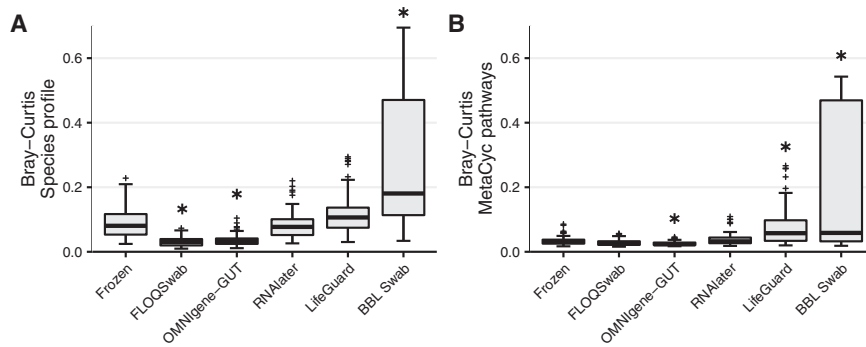 A
Bray−Curtis
Species profile
0.6
0.4
0.2
0.0
*
*
*
Frozen
FLOQSwab
OMNIgene−GUT
RNAlater
LifeGuard
BBL Swab
B
Bray−Curtis
MetaCyc pathways
0.6
0.4
0.2
0.0
*
*
*
Frozen
FLOQSwab
OMNIgene−GUT
RNAlater
LifeGuard
BBL Swab